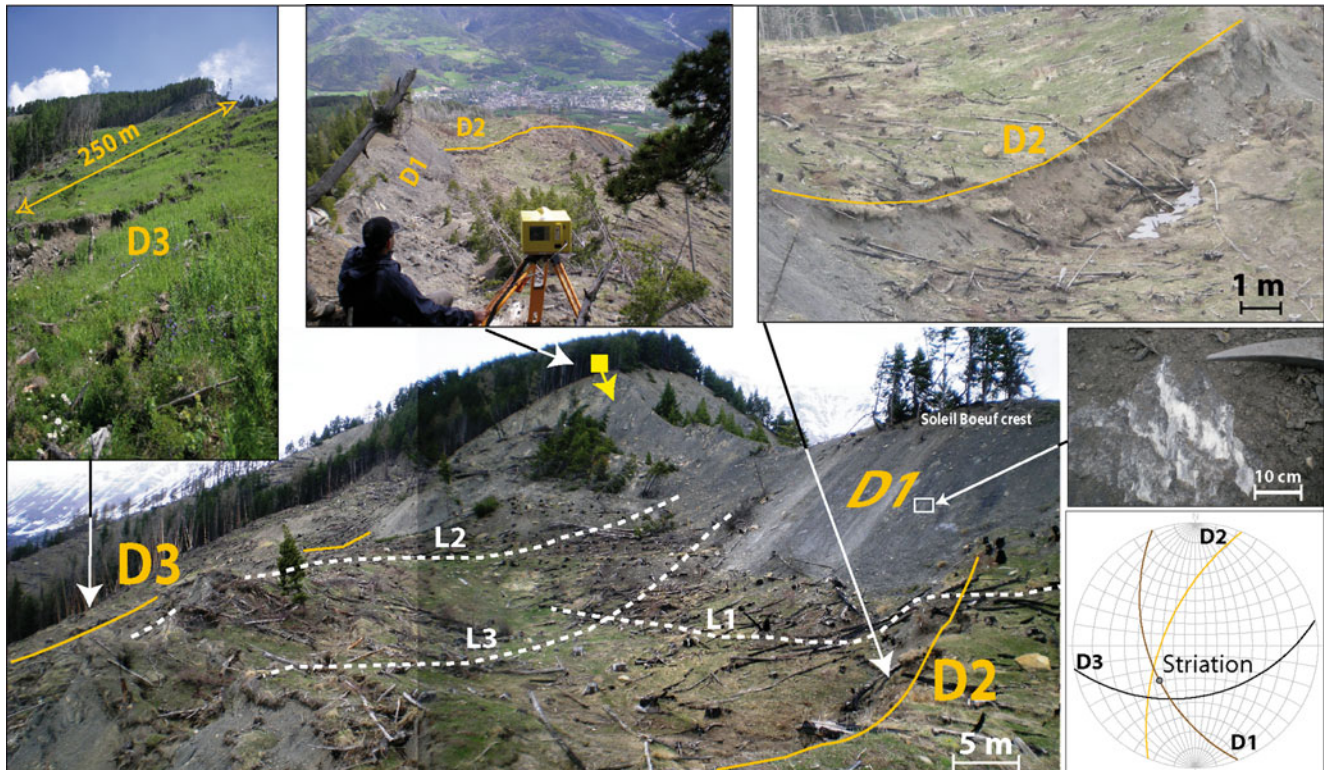 250 m
D3
D2
D1
D2
1 m
Soleil Boeuf crest
D1
10 cm
D3
L2
L1
L3
D2
5 m
D2
D3
Striation
D1